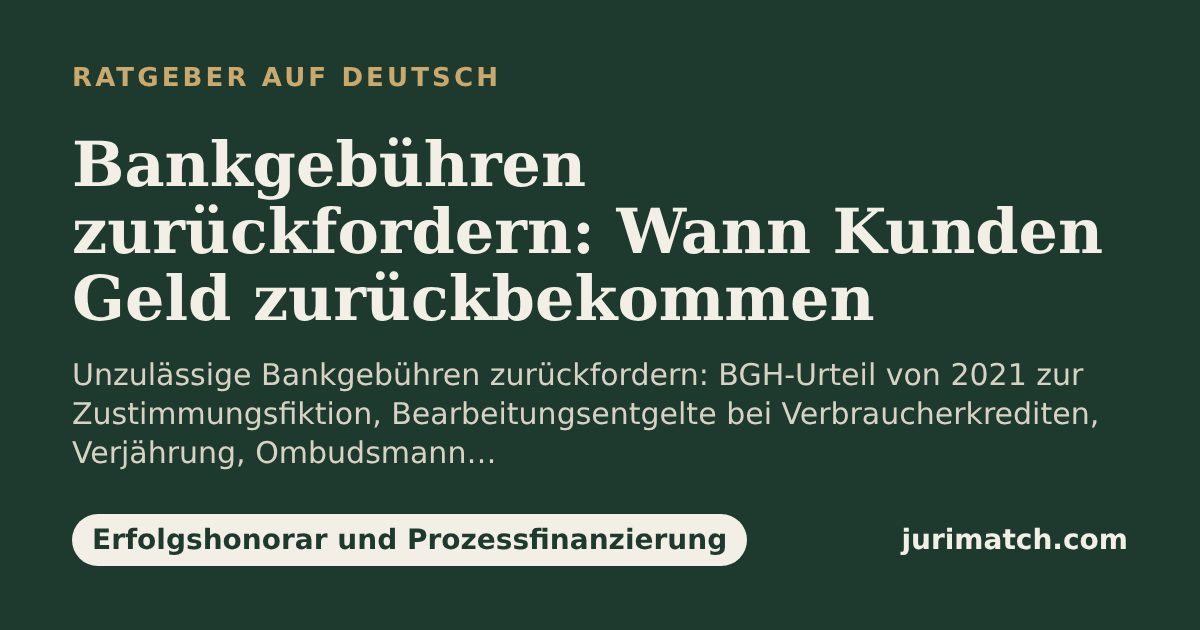 RATGEBER AUF DEUTSCH
Bankgebühren
zurückfordern: Wann Kunden
Geld zurückbekommen
Unzulässige Bankgebühren zurückfordern: BGH-Urteil von 2021 zur
Zustimmungsfiktion, Bearbeitungsentgelte bei Verbraucherkrediten,
Verjährung, Ombudsmann…
Erfolgshonorar und Prozessfinanzierung
jurimatch.com